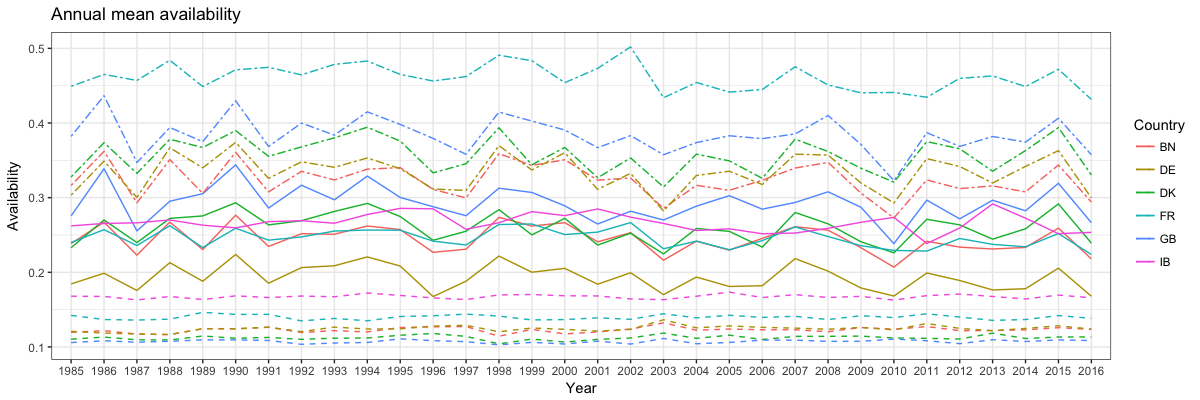 Annual mean availability
Availability
0.5
0.4
0.3
0.2
0.1
1985 1986 1987 1988 1989 1990 1991 1992 1993 1994 1995 1996 1997 1998 1999 2000 2001 2002 2003 2004 2005 2006 2007 2008 2009 2010 2011 2012 2013 2014 2015 2016
Year
Country
BN
DE
DK
FR
GB
IB